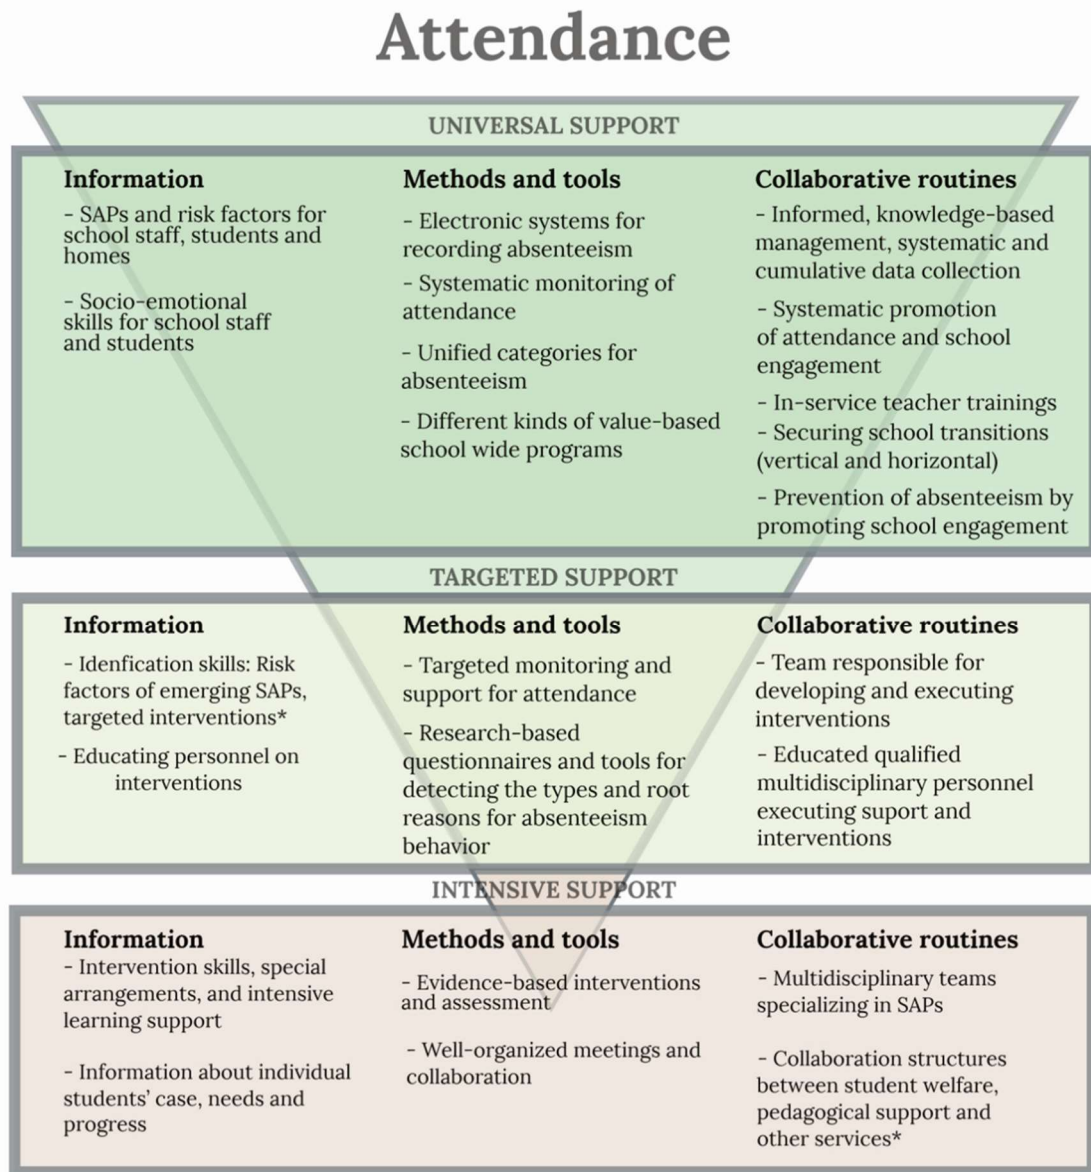 Attendance
UNIVERSAL SUPPORT
Information
- SAPs and risk factors for
school staff, students and
homes
- Socio-emotional
skills for school staff
and students
Methods and tools
- Electronic systems for
recording absenteeism
- Systematic monitoring of
attendance
- Unified categories for
absenteeism
- Different kinds of value-based
school wide programs
Collaborative routines
- Informed, knowledge-based
management, systematic and
cumulative data collection
- Systematic promotion
of attendance and school
engagement
- In-service teacher trainings
- Securing school transitions
(vertical and horizontal)
- Prevention of absenteeism by
promoting school engagement
TARGETED SUPPORT
Information
- Idenfication skills: Risk
factors of emerging SAPs,
targeted interventions*
- Educating personnel on
interventions
Methods and tools
- Targeted monitoring and
support for attendance
- Research-based
questionnaires and tools for
detecting the types and root
reasons for absenteeism
behavior
Collaborative routines
- Team responsible for
developing and executing
interventions
- Educated qualified
multidisciplinary personnel
executing suport and
interventions
INTENSIVE SUPPORT
Information
- Intervention skills, special
arrangements, and intensive
learning support
- Information about individual
students' case, needs and
progress
Methods and tools
- Evidence-based interventions
and assessment
- Well-organized meetings and
collaboration
Collaborative routines
- Multidisciplinary teams
specializing in SAPs
- Collaboration structures
between student welfare,
pedagogical support and
other services*